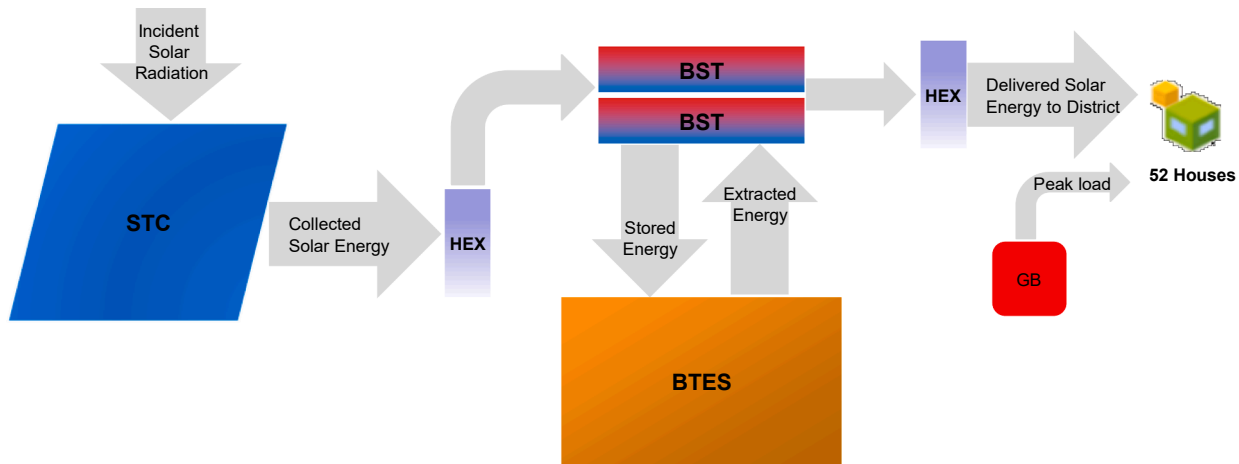 Incident
Solar
Radiation
STC
Collected
Solar Energy
HEX
BST
BST
Stored
Energy
Extracted
Energy
BTES
HEX
Delivered Solar
Energy to District
52 Houses
Peak load
GB